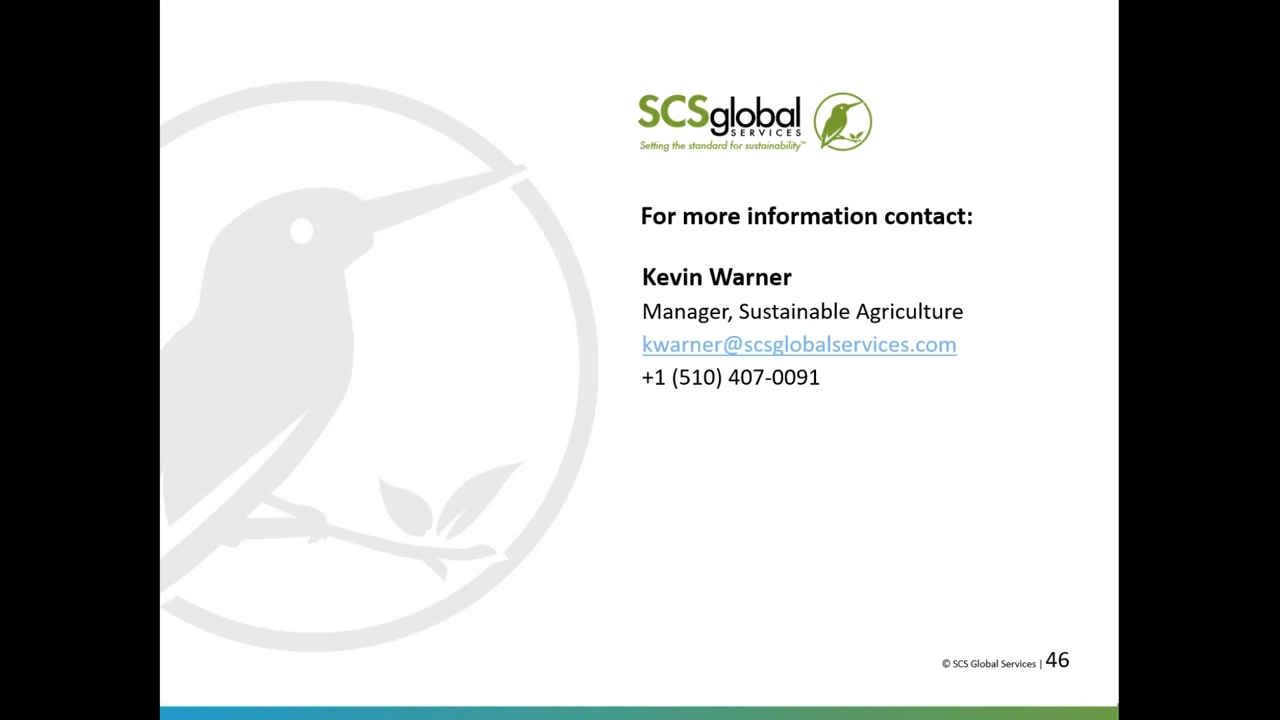 SCSglobal
SERVICES
Setting the standard for sustainability™
For more information contact:
Kevin Warner
Manager, Sustainable Agriculture
kwarner@scsglobalservices.com
+1 (510) 407-0091
© SCS Global Services | 46